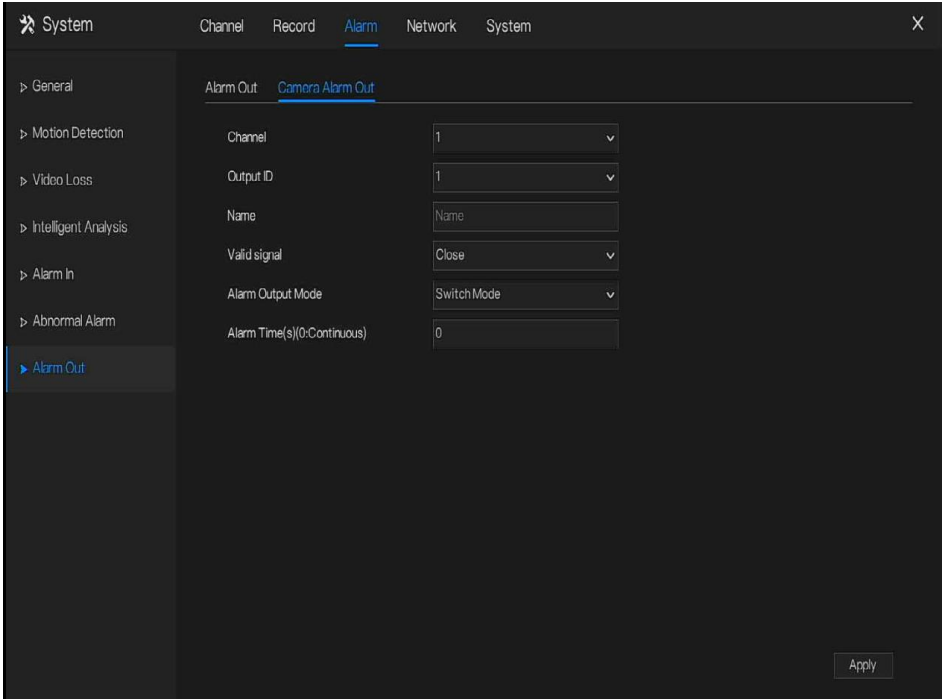 System
Channel Record Alarm Network System X
General
Motion Detection
Video Loss
Intelligent Analysis
Alarm In
Abnormal Alarm
Alarm Out
Alarm Out Camera Alarm Out
Channel 1
Output ID 1
Name Name
Valid signal Close
Alarm Output Mode Switch Mode
Alarm Time(s)(0:Continuous) 0
Apply